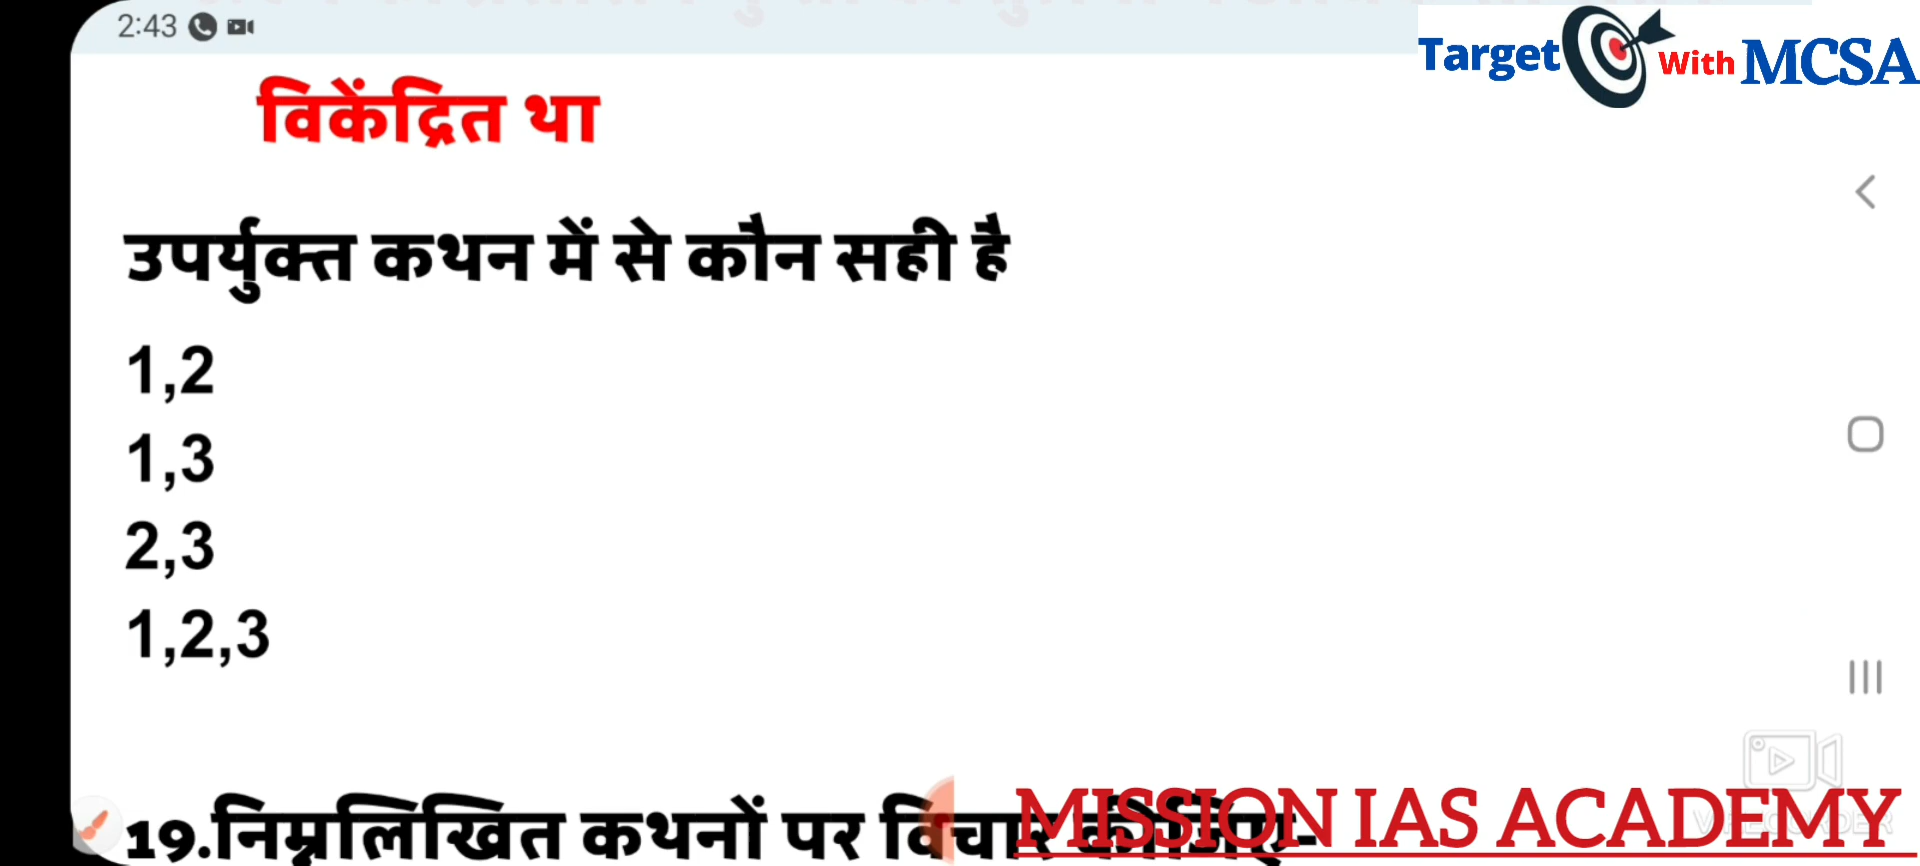 2:43
Target With MCSA
विकेंद्रित था
उपर्युक्त कथन में से कौन सही है
1,2
1,3
2,3
1,2,3
19.निम्नलिखित कथनों पर विचार कीजिए-
MISSION IAS ACADEMY